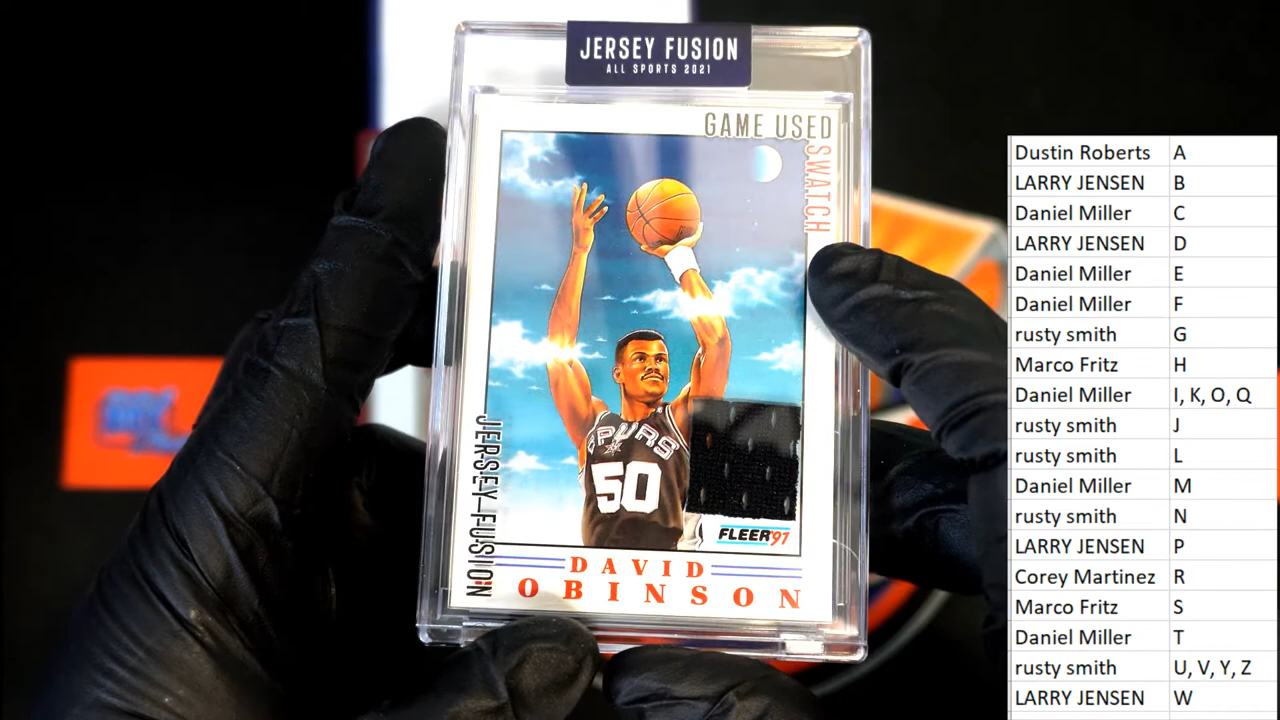 JERSEY FUSION
ALL SPORTS 2021
GAME USED
SWATCH
SPURS
50
JERSEY FUSION
FLEER'91
DAVID
OBINSON
Dustin Roberts A
LARRY JENSEN B
Daniel Miller C
LARRY JENSEN D
Daniel Miller E
Daniel Miller F
rusty smith G
Marco Fritz H
Daniel Miller I, K, O, Q
rusty smith J
rusty smith L
Daniel Miller M
rusty smith N
LARRY JENSEN P
Corey Martinez R
Marco Fritz S
Daniel Miller T
rusty smith U, V, Y, Z
LARRY JENSEN W